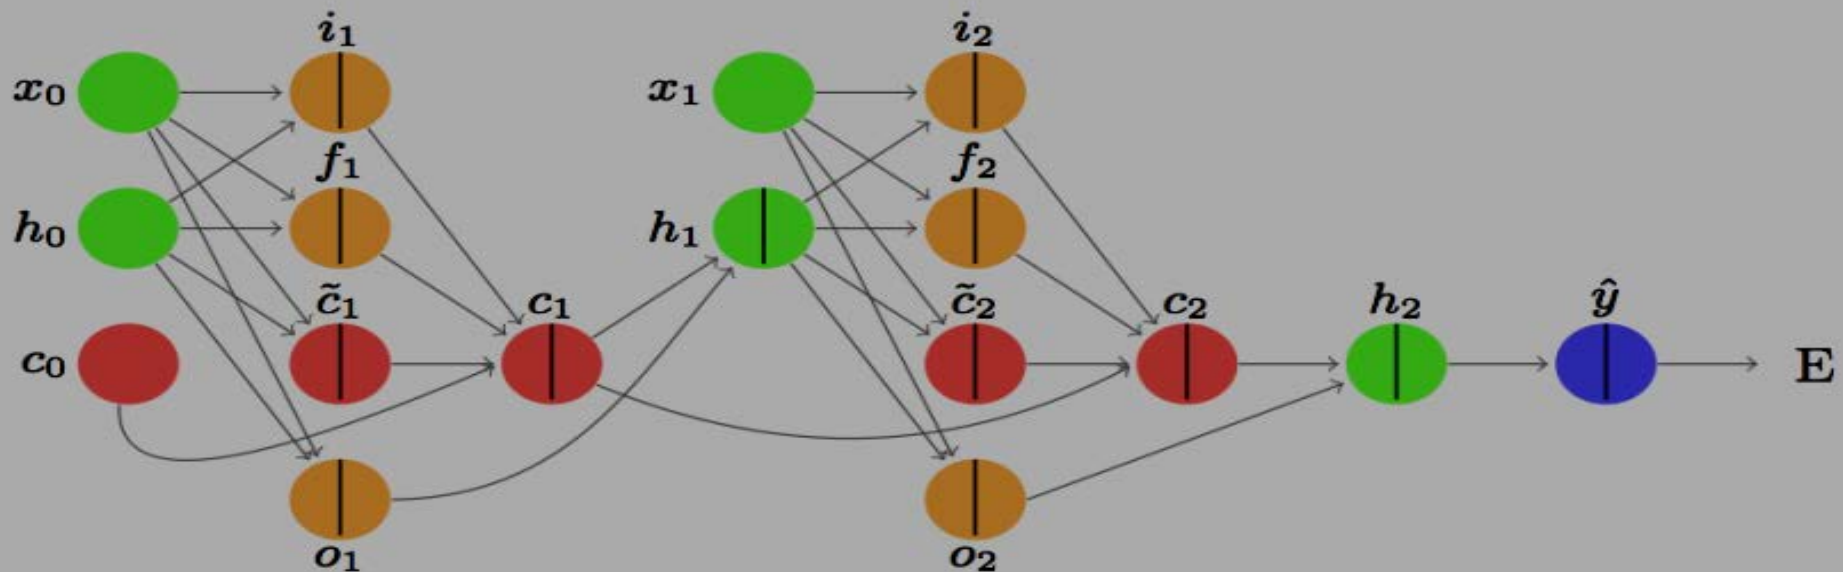 i₁ i₂
x₀ x₁
f₁ f₂
h₀ h₁
c̃₁ c₁ c̃₂ c₂ h₂ ŷ
c₀ E
o₁ o₂